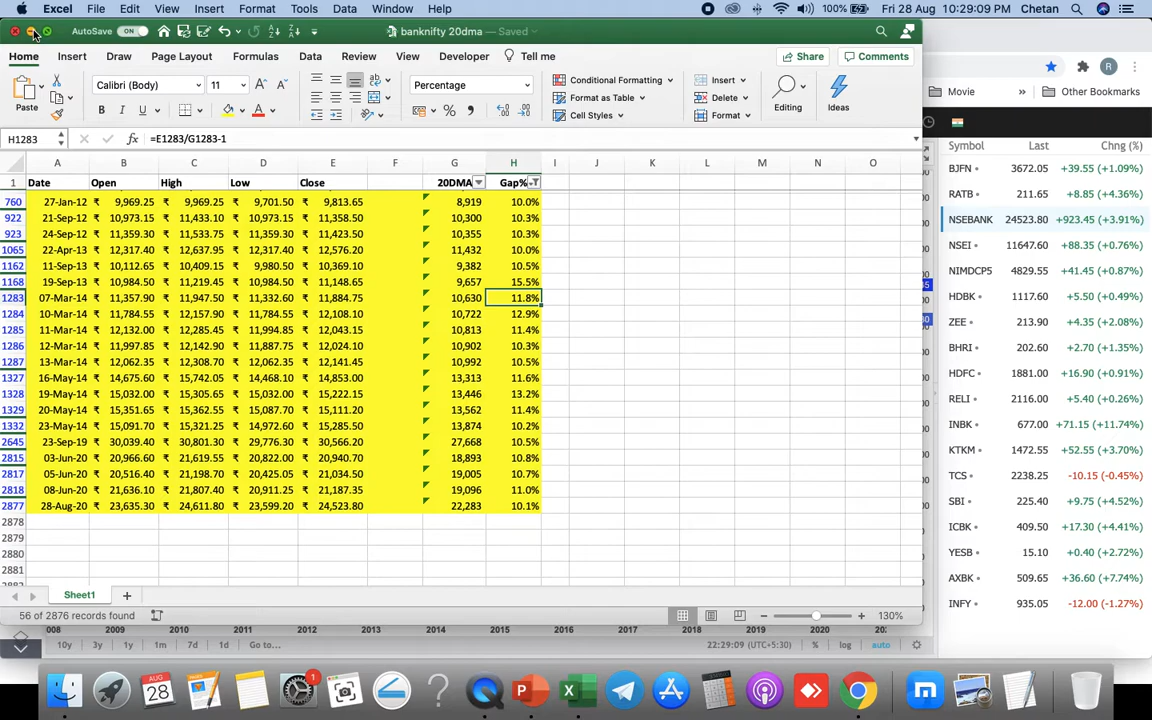 Excel File Edit View Insert Format Tools Data Window Help 100% Fri 28 Aug 10:29:09 PM Chetan
AutoSave ON banknifty 20dma — Saved
Home Insert Draw Page Layout Formulas Data Review View Developer Tell me Share Comments
Paste Calibri (Body) 11 A A ab Percentage Conditional Formatting Format as Table Cell Styles Insert Delete Format Editing Ideas
B I U A %
H1283 fx =E1283/G1283-1
A B C D E F G H I J K L M N O
1 Date Open High Low Close 20DMA Gap%
760 27-Jan-12 ₹ 9,969.25 ₹ 9,969.25 ₹ 9,701.50 ₹ 9,813.65 8,919 10.0%
922 21-Sep-12 ₹ 10,973.15 ₹ 11,433.10 ₹ 10,973.15 ₹ 11,358.50 10,300 10.3%
923 24-Sep-12 ₹ 11,359.30 ₹ 11,533.75 ₹ 11,359.30 ₹ 11,423.50 10,355 10.3%
1065 22-Apr-13 ₹ 12,317.40 ₹ 12,637.95 ₹ 12,317.40 ₹ 12,576.20 11,432 10.0%
1162 11-Sep-13 ₹ 10,112.65 ₹ 10,409.15 ₹ 9,980.50 ₹ 10,369.10 9,382 10.5%
1168 19-Sep-13 ₹ 10,984.50 ₹ 11,219.45 ₹ 10,984.50 ₹ 11,148.65 9,657 15.5%
1283 07-Mar-14 ₹ 11,357.90 ₹ 11,947.50 ₹ 11,332.60 ₹ 11,884.75 10,630 11.8%
1284 10-Mar-14 ₹ 11,784.55 ₹ 12,157.90 ₹ 11,784.55 ₹ 12,108.10 10,722 12.9%
1285 11-Mar-14 ₹ 12,132.00 ₹ 12,285.45 ₹ 11,994.85 ₹ 12,043.15 10,813 11.4%
1286 12-Mar-14 ₹ 11,997.85 ₹ 12,142.90 ₹ 11,887.75 ₹ 12,024.10 10,902 10.3%
1287 13-Mar-14 ₹ 12,062.35 ₹ 12,308.70 ₹ 12,062.35 ₹ 12,141.45 10,992 10.5%
1327 16-May-14 ₹ 14,675.60 ₹ 15,742.05 ₹ 14,468.10 ₹ 14,853.00 13,313 11.6%
1328 19-May-14 ₹ 15,032.00 ₹ 15,305.65 ₹ 15,032.00 ₹ 15,222.15 13,446 13.2%
1329 20-May-14 ₹ 15,351.65 ₹ 15,362.55 ₹ 15,087.70 ₹ 15,111.20 13,562 11.4%
1332 23-May-14 ₹ 15,091.70 ₹ 15,321.25 ₹ 14,972.60 ₹ 15,285.50 13,874 10.2%
2645 23-Sep-19 ₹ 30,039.40 ₹ 30,801.30 ₹ 29,776.30 ₹ 30,566.20 27,668 10.5%
2815 03-Jun-20 ₹ 20,966.60 ₹ 21,619.55 ₹ 20,822.00 ₹ 20,940.70 18,893 10.8%
2817 05-Jun-20 ₹ 20,516.40 ₹ 21,198.70 ₹ 20,425.05 ₹ 21,034.50 19,005 10.7%
2818 08-Jun-20 ₹ 21,636.10 ₹ 21,807.40 ₹ 20,911.25 ₹ 21,187.35 19,096 11.0%
2877 28-Aug-20 ₹ 23,635.30 ₹ 24,611.80 ₹ 23,599.20 ₹ 24,523.80 22,283 10.1%
2878
2879
2880
2881
Sheet1 +
56 of 2876 records found 130%
008 2009 2010 2011 2012 2013 2014 2015 2016 2017 2018 2019 2020
10y 3y 1y 1m 7d 1d Go to... 22:29:09 (UTC+5:30) % log auto
R
Movie » Other Bookmarks
Symbol Last Chng (%)
BJFN 3672.05 +39.55 (+1.09%)
RATB 211.65 +8.85 (+4.36%)
NSEBANK 24523.80 +923.45 (+3.91%)
NSEI 11647.60 +88.35 (+0.76%)
NIMDCP5 4829.55 +41.45 (+0.87%)
HDBK 1117.60 +5.50 (+0.49%)
ZEE 213.90 +4.35 (+2.08%)
BHRI 202.60 +2.70 (+1.35%)
HDFC 1881.00 +16.90 (+0.91%)
RELI 2116.00 +5.40 (+0.26%)
INBK 677.00 +71.15 (+11.74%)
KTKM 1472.55 +52.55 (+3.70%)
TCS 2238.25 -10.15 (-0.45%)
SBI 225.40 +9.75 (+4.52%)
ICBK 409.50 +17.30 (+4.41%)
YESB 15.10 +0.40 (+2.72%)
AXBK 509.65 +36.60 (+7.74%)
INFY 935.05 -12.00 (-1.27%)
AUG 28 1